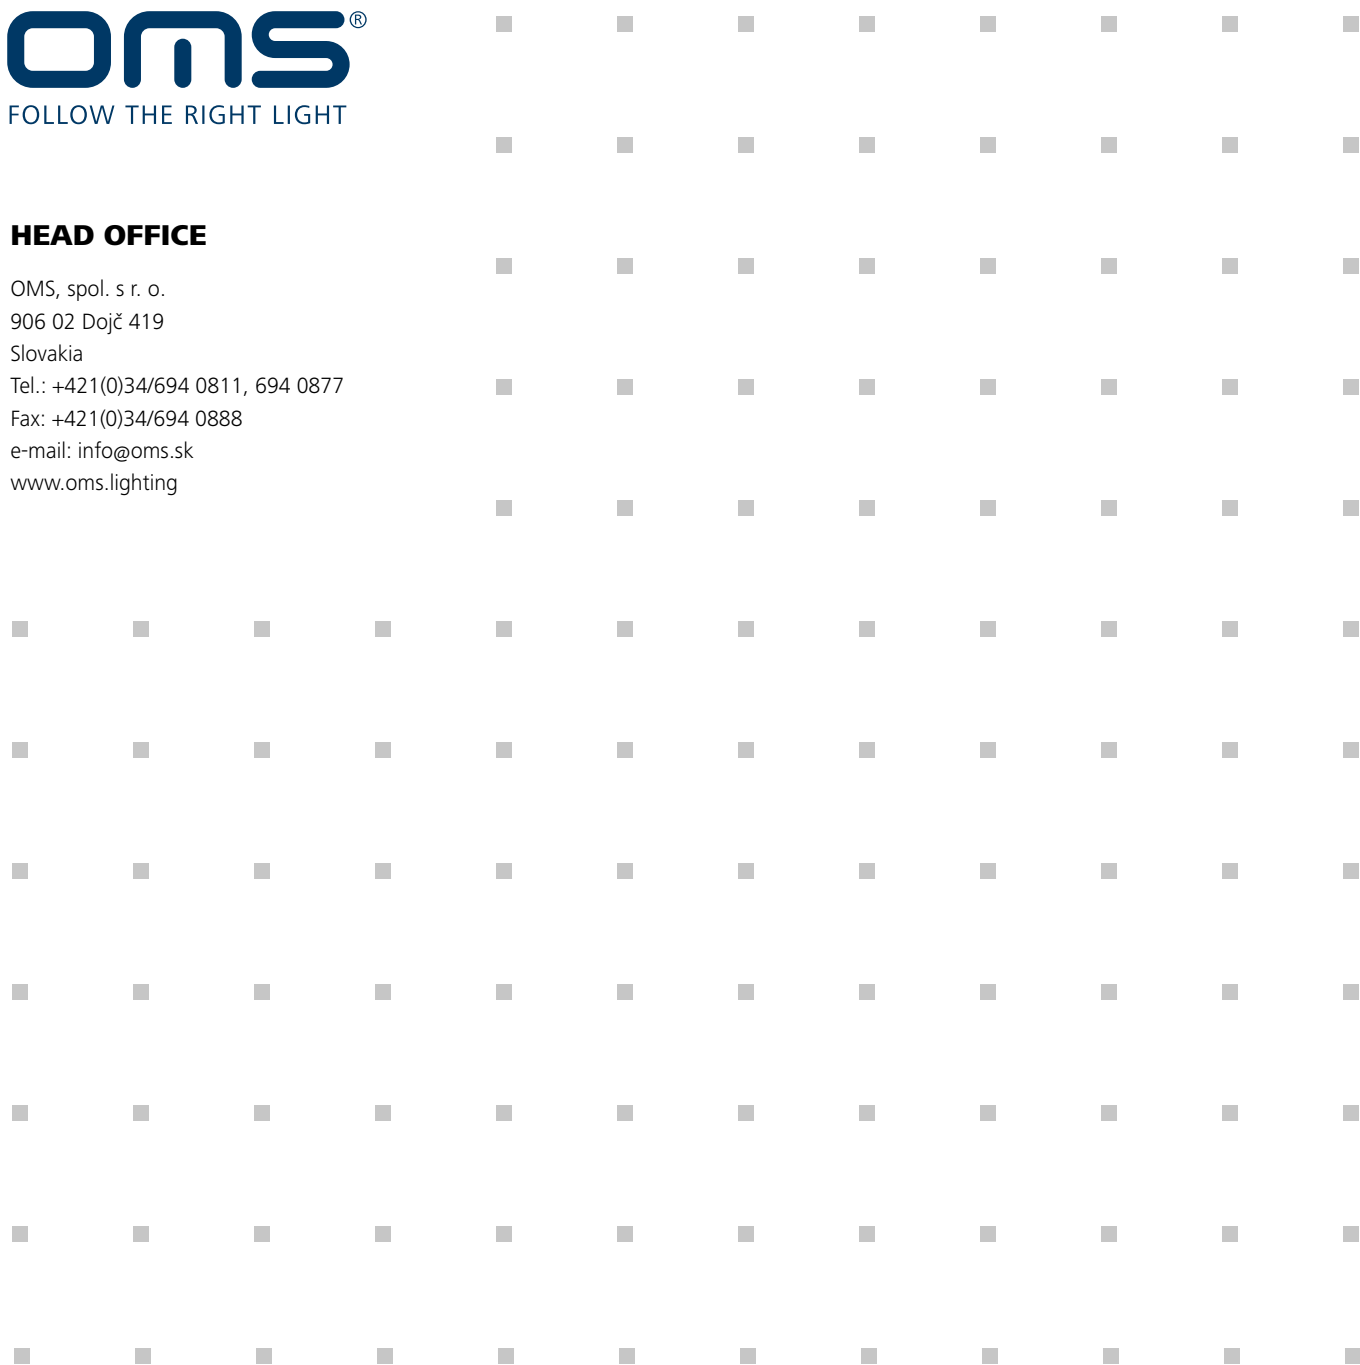 oms®
FOLLOW THE RIGHT LIGHT
HEAD OFFICE
OMS, spol. s r. o.
906 02 Dojč 419
Slovakia
Tel.: +421(0)34/694 0811, 694 0877
Fax: +421(0)34/694 0888
e-mail: info@oms.sk
www.oms.lighting